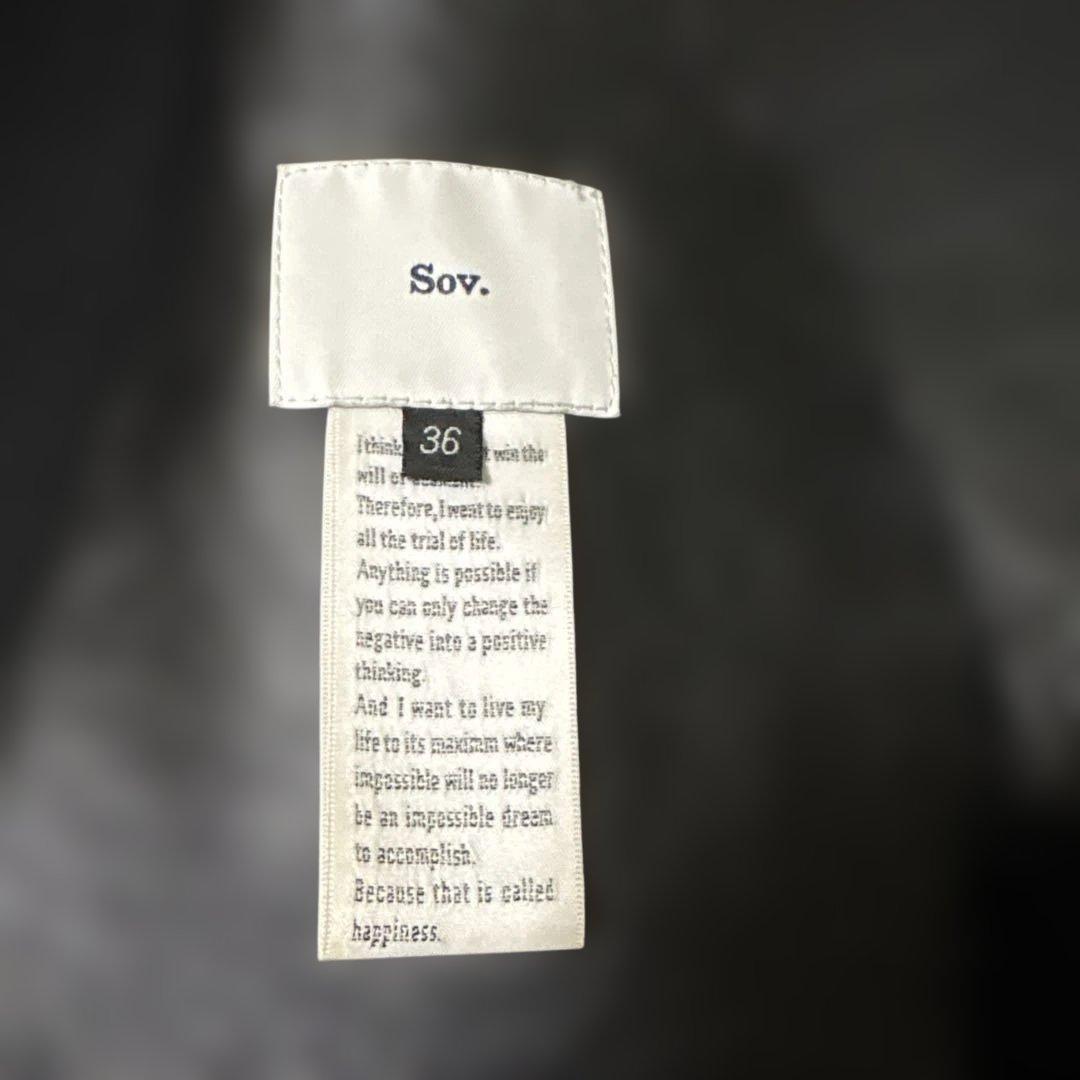 Sov.
36
I think t win the
will of
Therefore, I want to enjoy
all the trial of life.
Anything is possible if
you can only change the
negative into a positive
thinking.
And I want to live my
life to its maximm where
impossible will no longer
be an impossible dream
to accomplish.
Because that is called
happiness.